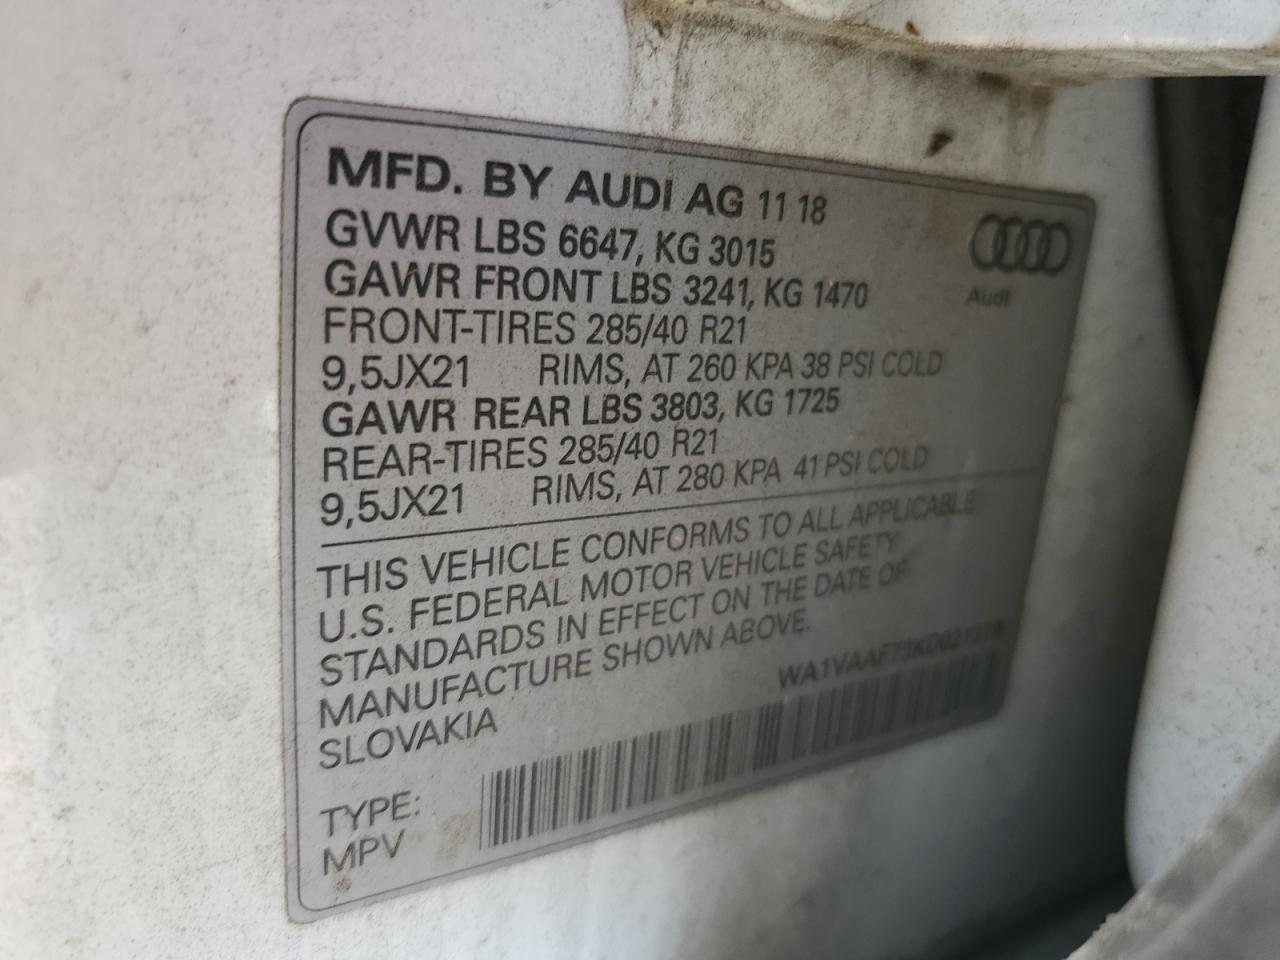 MFD. BY AUDI AG 11 18
GVWR LBS 6647, KG 3015
GAWR FRONT LBS 3241, KG 1470
Audi
FRONT-TIRES 285/40 R21
9,5JX21 RIMS, AT 260 KPA 38 PSI COLD
GAWR REAR LBS 3803, KG 1725
REAR-TIRES 285/40 R21
9,5JX21 RIMS, AT 280 KPA 41 PSI COLD
THIS VEHICLE CONFORMS TO ALL APPLICABLE
U.S. FEDERAL MOTOR VEHICLE SAFETY
STANDARDS IN EFFECT ON THE DATE OF
MANUFACTURE SHOWN ABOVE.
SLOVAKIA
TYPE:
MPV